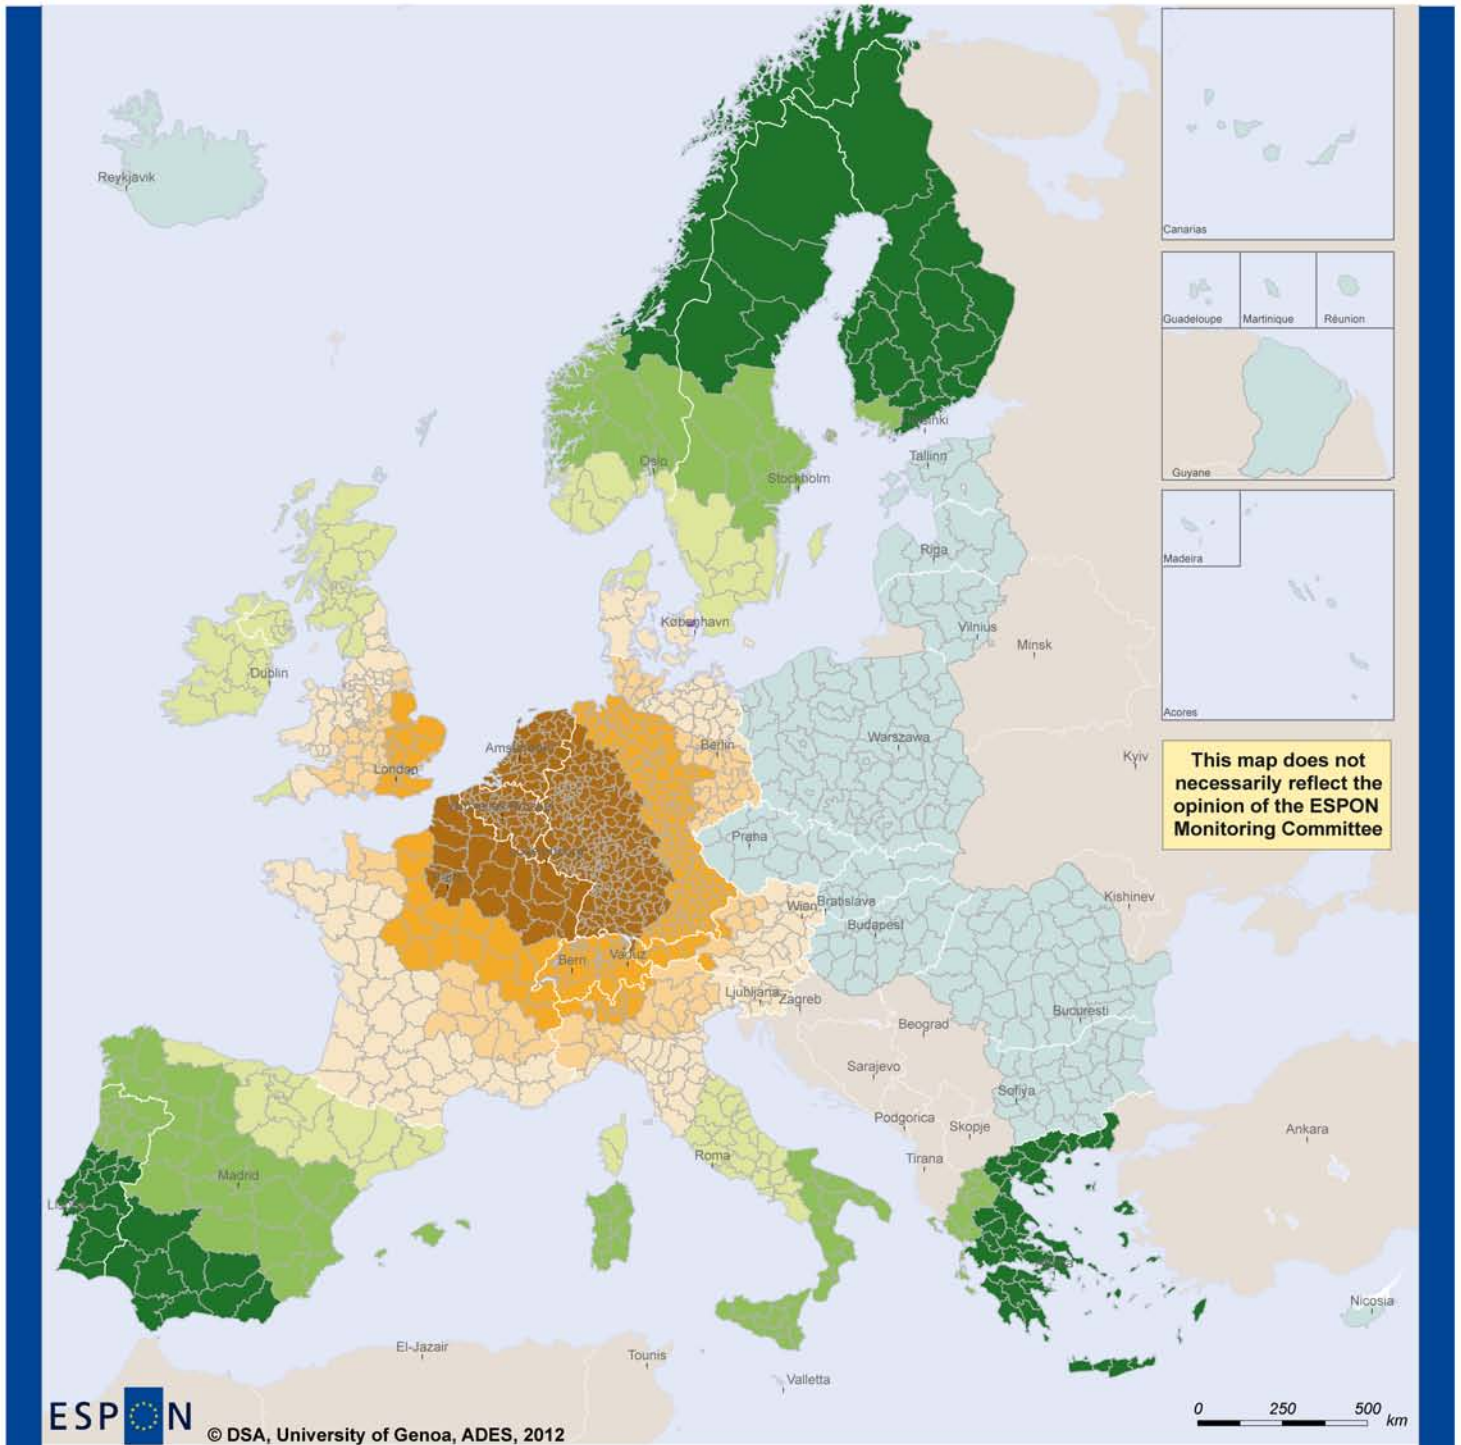 Reykjavik
Canarias
Guadeloupe
Martinique
Réunion
Guyane
Madeira
Acores
This map does not
necessarily reflect the
opinion of the ESPON
Monitoring Committee
Oslo
Stockholm
Tallinn
Riga
Vilnius
Minsk
København
Dublin
London
Berlin
Warszawa
Kyiv
Praha
Kishinev
Wien
Bratislava
Budapest
Bern
Vaduz
Ljubljana
Zagreb
Beograd
Bucuresti
Sarajevo
Sofiya
Podgorica
Skopje
Tirana
Ankara
Roma
Madrid
Nicosia
El-Jazair
Tounis
Valletta
0 250 500 km
ESPON
© DSA, University of Genoa, ADES, 2012